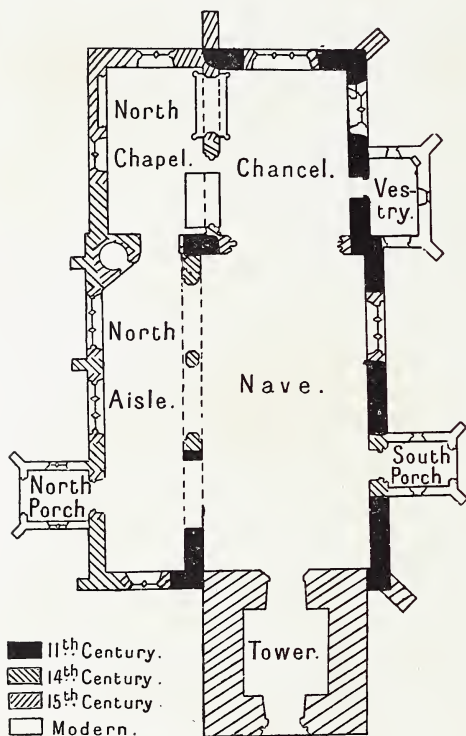 North
Chapel.
Chancel.
Ves-
try.
North
Aisle.
Nave.
North
Porch
South
Porch
Tower.
11th Century.
14th Century.
15th Century.
Modern.